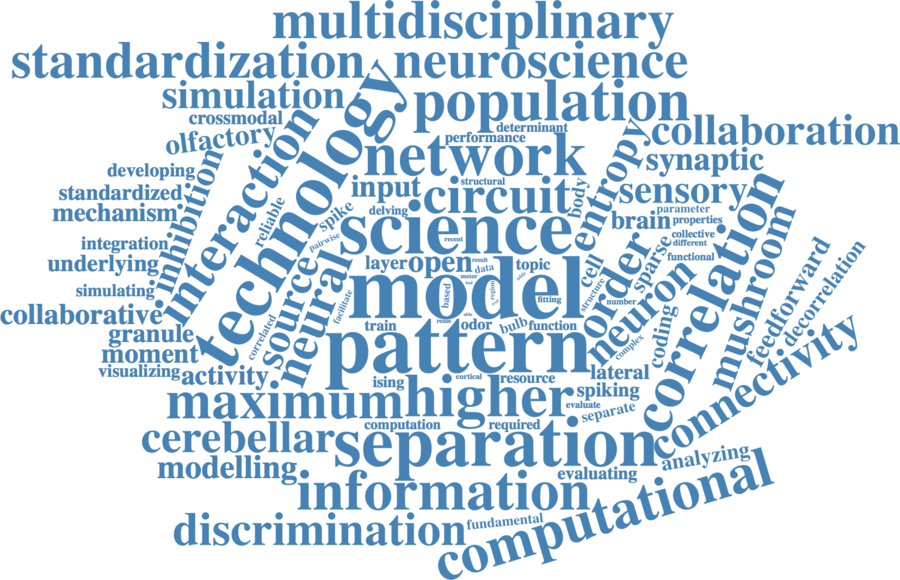 multidisciplinary
standardization
neuroscience
simulation
population
crossmodal
olfactory
technology
determinant
performance
collaboration
network
entropy
synaptic
developing
inhibition
interaction
input
structural
circuit
body
sensory
standardized
mechanism
reliable
spike
delving
science
brain
parameter
properties
integration
pairwise
recent
collective
different
underlying
layer
open
result
data
topic
cell
order
sparse
functional
correlation
mushroom
simulating
source
neural
facilitate
model
motor
based
region
fitting
structure
number
neuron
feedforward
decorrelation
collaborative
granule
correlated
train
odor
bulb
function
able
pattern
complex
coding
connectivity
moment
visualizing
activity
ising
cortical
resource
lateral
spiking
maximum
higher
evaluate
separate
computation
required
cerebellar
separation
analyzing
modelling
evaluating
information
computational
discrimination
fundamental